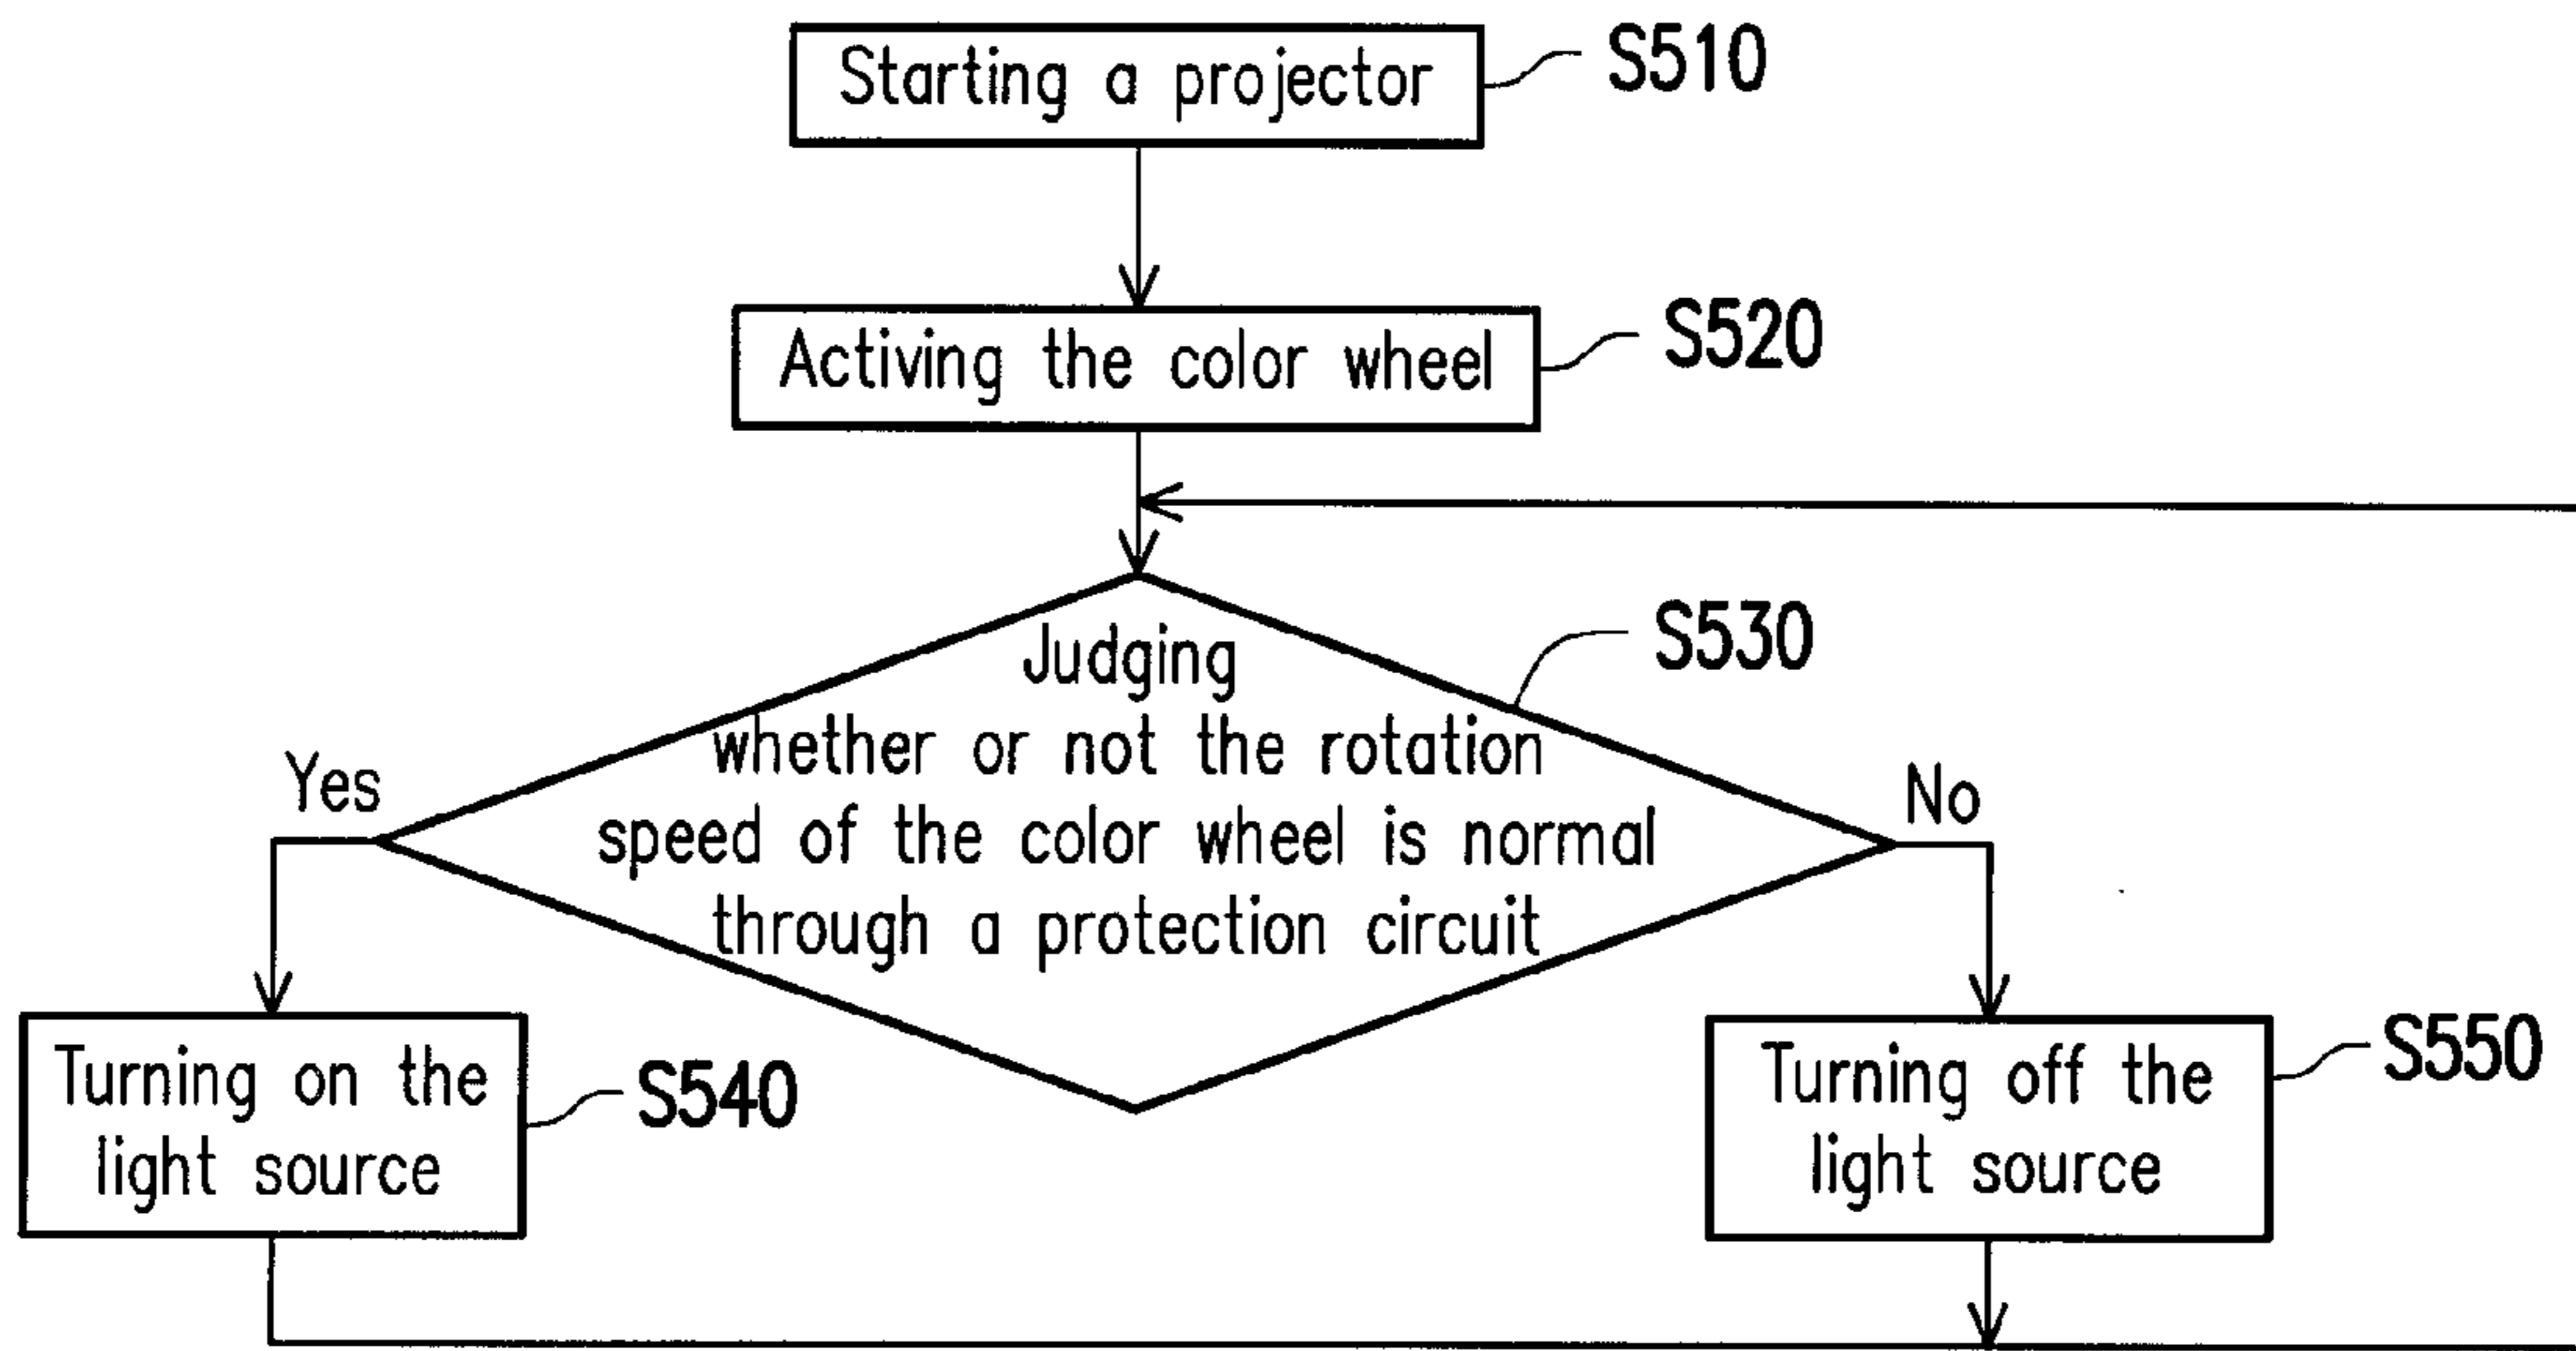 Starting a projector
S510
Activing the color wheel
S520
Judging
whether or not the rotation
speed of the color wheel is normal
through a protection circuit
S530
Yes
No
Turning on the
light source
S540
Turning off the
light source
S550